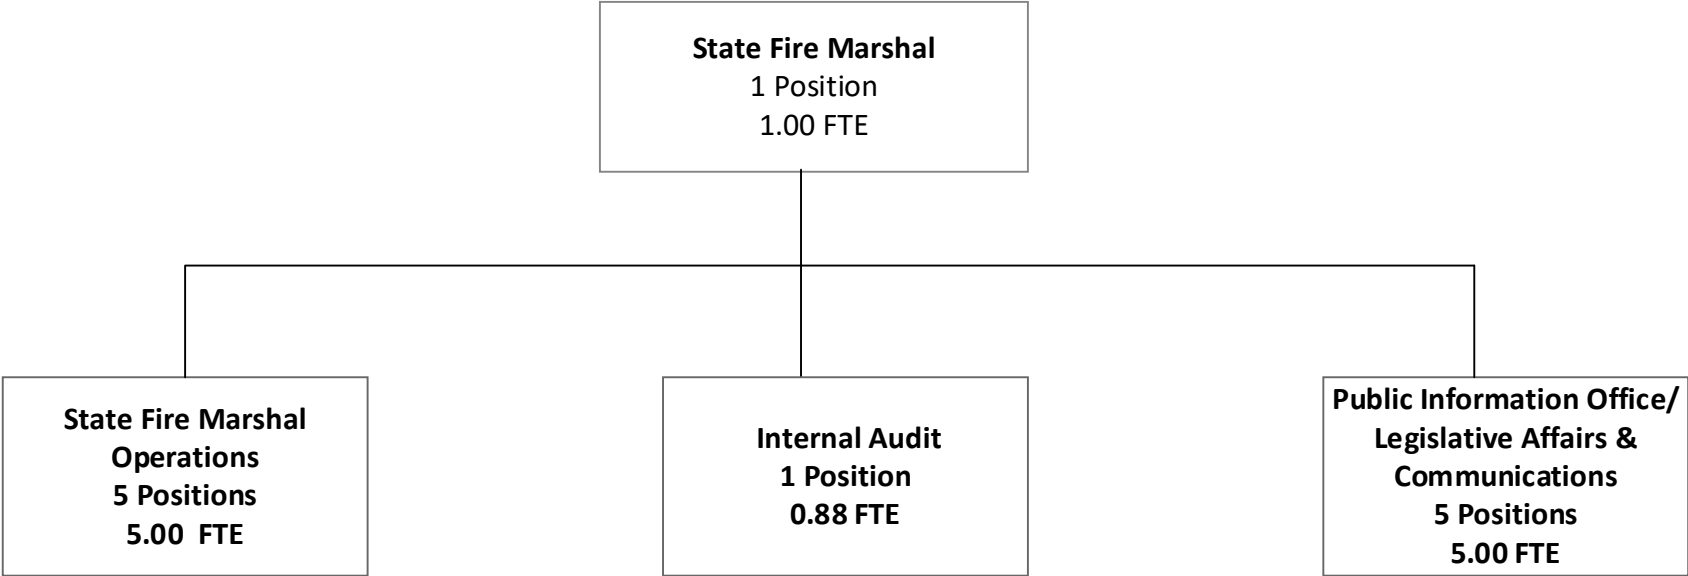 State Fire Marshal
1 Position
1.00 FTE
State Fire Marshal
Operations
5 Positions
5.00  FTE
Internal Audit
1 Position
0.88 FTE
Public Information Office/
Legislative Affairs &
Communications
5 Positions
5.00 FTE